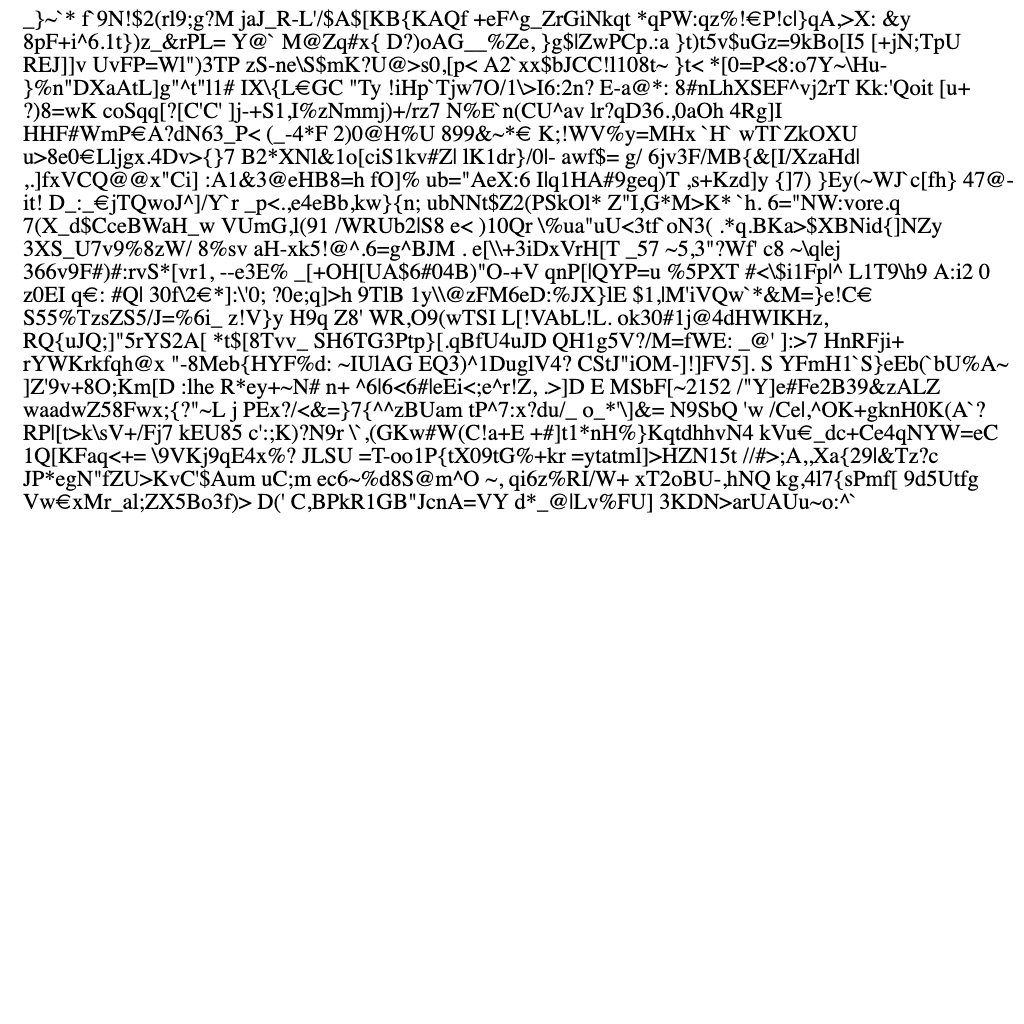 _}~`* f`9N!$2(rl9;g?M jaJ_R-L'/$A$[KB{KAQf +eF^g_ZrGiNkqt *qPW:qz%!€P!c|}qA,>X: &y
8pF+i^6.1t})z_&rPL= Y@` M@Zq#x{ D?)oAG__%Ze, }g$|ZwPCp.:a }t)t5v$uGz=9kBo[I5 [+jN;TpU
REJ]]v UvFP=Wl")3TP zS-ne\S$mK?U@>s0,[p< A2`xx$bJCC!l108t~ }t< *[0=P<8:o7Y~\Hu-
}%n"DXaAtL]g"^t"l1# IX\{L€GC "Ty !iHp`Tjw7O/1\>I6:2n? E-a@*: 8#nLhXSEF^vj2rT Kk:'Qoit [u+
?)8=wK coSqq[?[C'C' ]j-+S1,I%zNmmj)+/rz7 N%E`n(CU^av lr?qD36.,0aOh 4Rg]I
HHF#WmP€A?dN63_P< (_-4*F 2)0@H%U 899&~*€ K;!WV%y=MHx `H` wTI`ZkOXU
u>8e0€Lljgx.4Dv>{}7 B2*XNl&1o[ciS1kv#Z| lK1dr}/0|- awf$= g/ 6jv3F/MB{&[I/XzaHd|
,.]fxVCQ@@x"Ci] :A1&3@eHB8=h fO]% ub="AeX:6 I|q1HA#9geq)T ,s+Kzd]y {]7) }Ey(~WJ`c[fh} 47@-
it! D_:_€jTQwoJ^]/Y`r _p<.,e4eBb,kw}{n; ubNNt$Z2(PSkOl* Z"I,G*M>K* `h. 6="NW:vore.q
7(X_d$CceBWaH_w VUmG,l(91 /WRUb2|S8 e< )10Qr \%ua"uU<3tf`oN3( .*q.BKa>$XBNid{]NZy
3XS_U7v9%8zW/ 8%sv aH-xk5!@^.6=g^BJM . e[\\+3iDxVrH[T _57 ~5,3"?Wf' c8 ~\q|ej
366v9F#)#:rvS*[vr1, --e3E% _[+OH[UA$6#04B)"O-+V qnP[|QYP=u %5PXT #<\$i1Fp|^ L1T9\h9 A:i2 0
z0EI q€: #Q| 30f\2€*]:\'0; ?0e;q]>h 9TlB 1y\\@zFM6eD:%JX}lE $1,|M'iVQw`*&M=}e!C€
S55%TzsZS5/J=%6i_ z!V}y H9q Z8' WR,O9(wTSI L[!VAbL!L. ok30#1j@4dHWIKHz,
RQ{uJQ;]"5rYS2A[ *t$[8Tvv_ SH6TG3Ptp}[.qBfU4uJD QH1g5V?/M=fWE: _@' ]:>7 HnRFji+
rYWKrkfqh@x "-8Meb{HYF%d: ~IUlAG EQ3)^1DuglV4? CStJ"iOM-]!]FV5]. S YFmH1`S}eEb(`bU%A~
]Z'9v+8O;Km[D :lhe R*ey+~N# n+ ^6|6<6#leEi<;e^r!Z, .>]D E MSbF[~2152 /"Y]e#Fe2B39&zALZ
waadwZ58Fwx;{?"~L j PEx?/<&=}7{^^zBUam tP^7:x?du/_ o_*'\]&= N9SbQ 'w /Ce|,^OK+gknH0K(A`?
RP|[t>k\sV+/Fj7 kEU85 c':;K)?N9r \`,(GKw#W(C!a+E +#]t1*nH%}KqtdhhvN4 kVu€_dc+Ce4qNYW=eC
1Q[KFaq<+= \9VKj9qE4x%? JLSU =T-oo1P{tX09tG%+kr =ytatml]>HZN15t //#>;A,,Xa{29|&Tz?c
JP*egN"fZU>KvC'$Aum uC;m ec6~%d8S@m^O ~, qi6z%RI/W+ xT2oBU-,hNQ kg,4l7{sPmf[ 9d5Utfg
Vw€xMr_al;ZX5Bo3f)> D(' C,BPkR1GB"JcnA=VY d*_@|Lv%FU] 3KDN>arUAUu~o:^`